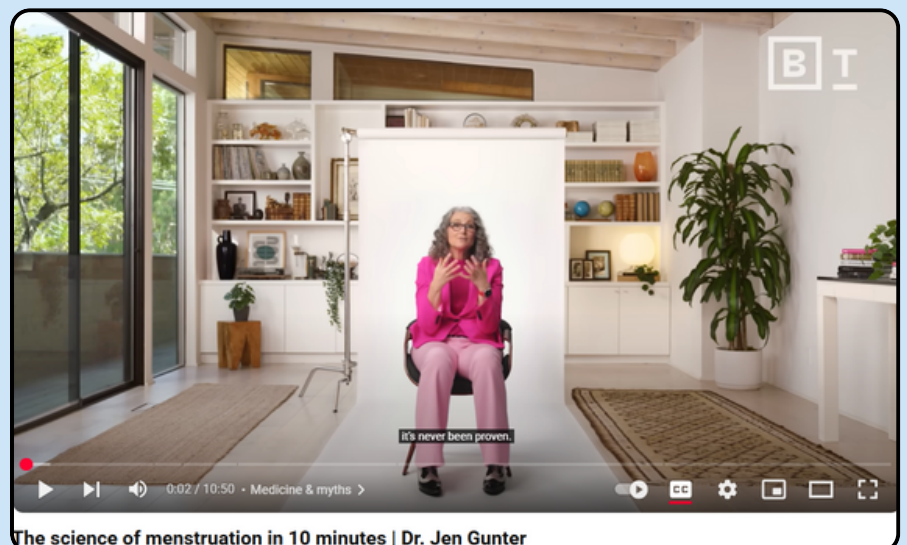 B T
it's never been proven.
0:02 / 10:50 • Medicine & myths >
CC
The science of menstruation in 10 minutes | Dr. Jen Gunter